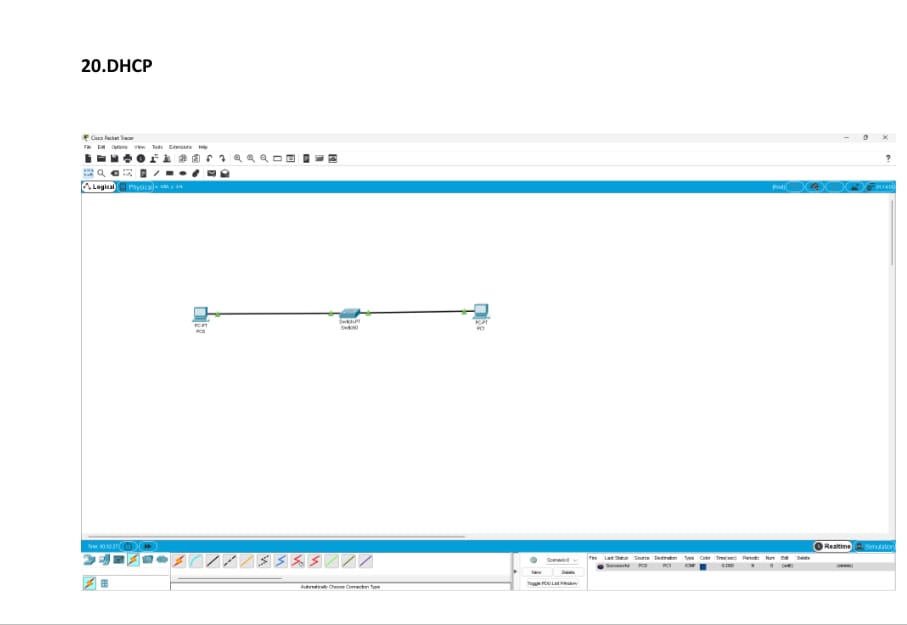 20.DHCP
Cisco Packet Tracer
File Edit Options View Tools Extensions Help
?
Logical Physical
[Root]
PC-PT
PC0
Switch-PT
Switch0
PC-PT
PC1
Realtime Simulation
Scenario 0
New Delete
Toggle PDU List Window
Fire Last Status Source Destination Type Color Time(sec) Periodic Num Edit Delete
Successful PC0 PC1 ICMP 0.000 N 0 (edit) (delete)
Automatically Choose Connection Type